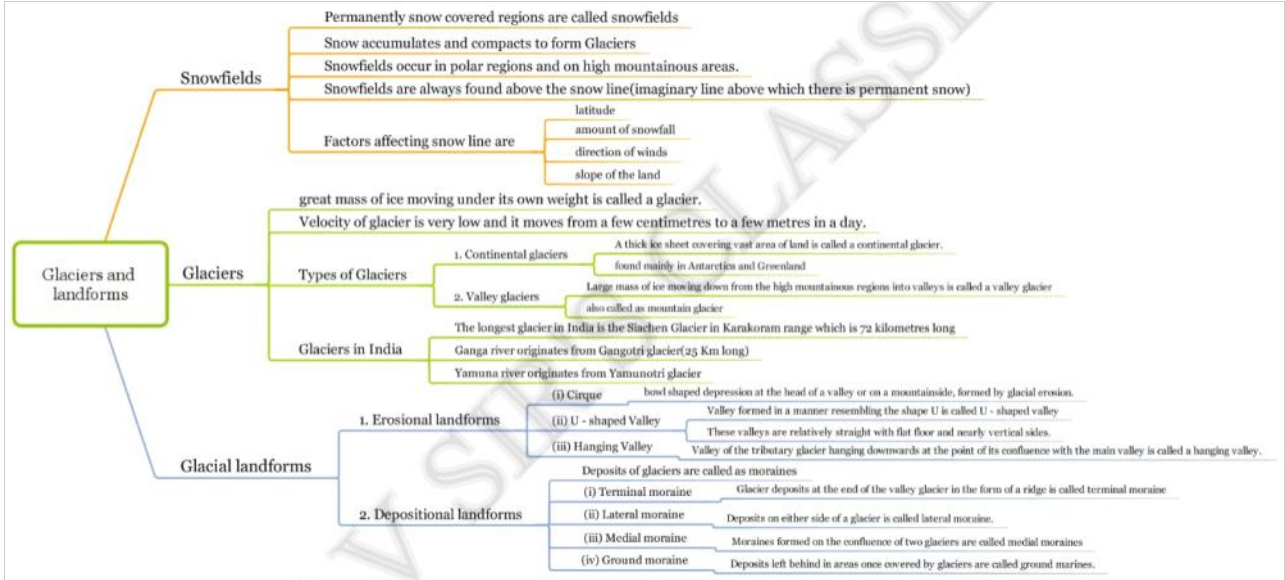 Glaciers and
landforms
Snowfields
Permanently snow covered regions are called snowfields
Snow accumulates and compacts to form Glaciers
Snowfields occur in polar regions and on high mountainous areas.
Snowfields are always found above the snow line(imaginary line above which there is permanent snow)
Factors affecting snow line are
latitude
amount of snowfall
direction of winds
slope of the land
Glaciers
great mass of ice moving under its own weight is called a glacier.
Velocity of glacier is very low and it moves from a few centimetres to a few metres in a day.
Types of Glaciers
1. Continental glaciers
A thick ice sheet covering vast area of land is called a continental glacier.
found mainly in Antarctica and Greenland
2. Valley glaciers
Large mass of ice moving down from the high mountainous regions into valleys is called a valley glacier
also called as mountain glacier
Glaciers in India
The longest glacier in India is the Siachen Glacier in Karakoram range which is 72 kilometres long
Ganga river originates from Gangotri glacier(25 Km long)
Yamuna river originates from Yamunotri glacier
Glacial landforms
1. Erosional landforms
(i) Cirque
bowl shaped depression at the head of a valley or on a mountainside, formed by glacial erosion.
(ii) U - shaped Valley
Valley formed in a manner resembling the shape U is called U - shaped valley
These valleys are relatively straight with flat floor and nearly vertical sides.
(iii) Hanging Valley
Valley of the tributary glacier hanging downwards at the point of its confluence with the main valley is called a hanging valley.
2. Depositional landforms
Deposits of glaciers are called as moraines
(i) Terminal moraine
Glacier deposits at the end of the valley glacier in the form of a ridge is called terminal moraine
(ii) Lateral moraine
Deposits on either side of a glacier is called lateral moraine.
(iii) Medial moraine
Moraines formed on the confluence of two glaciers are called medial moraines
(iv) Ground moraine
Deposits left behind in areas once covered by glaciers are called ground marines.
V SIR'S CLASSES